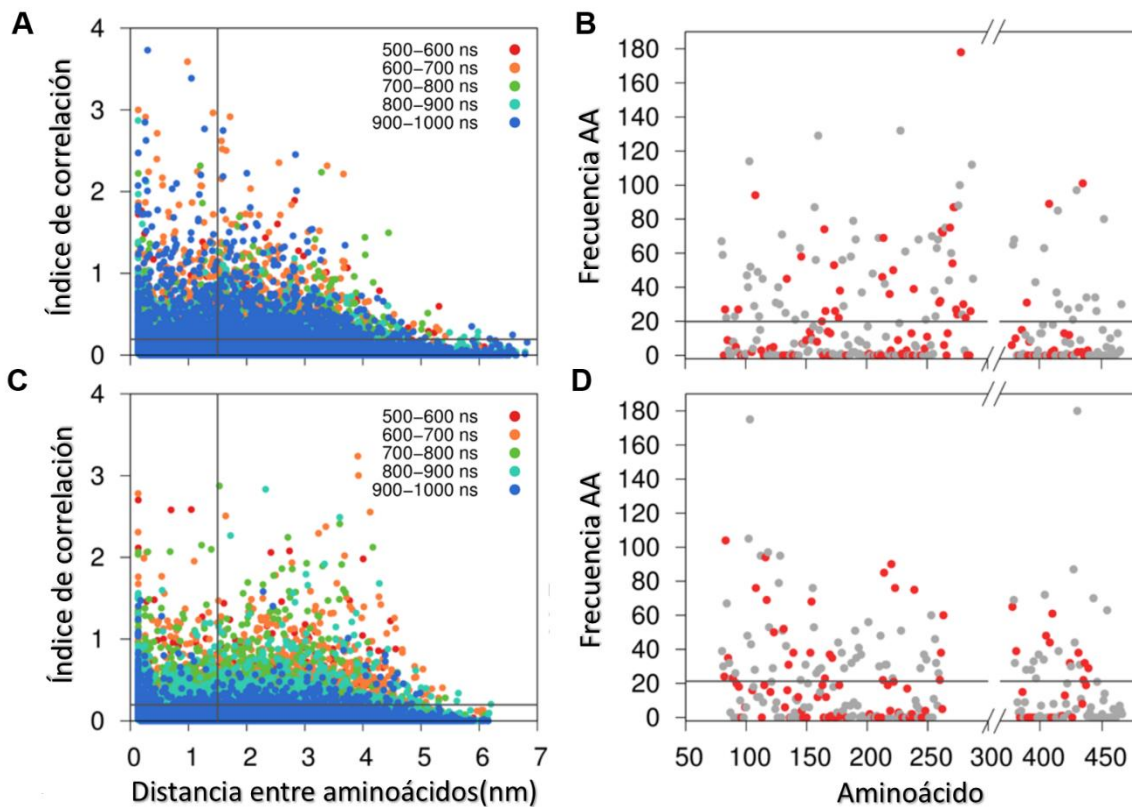 A
Índice de correlación
4
3
2
1
0
500−600 ns
600−700 ns
700−800 ns
800−900 ns
900−1000 ns
B
Frecuencia AA
180
160
140
120
100
80
60
40
20
0
C
Índice de correlación
4
3
2
1
0
500−600 ns
600−700 ns
700−800 ns
800−900 ns
900−1000 ns
0 1 2 3 4 5 6 7
Distancia entre aminoácidos(nm)
D
Frecuencia AA
180
160
140
120
100
80
60
40
20
0
50 100 150 200 250 300 400 450
Aminoácido